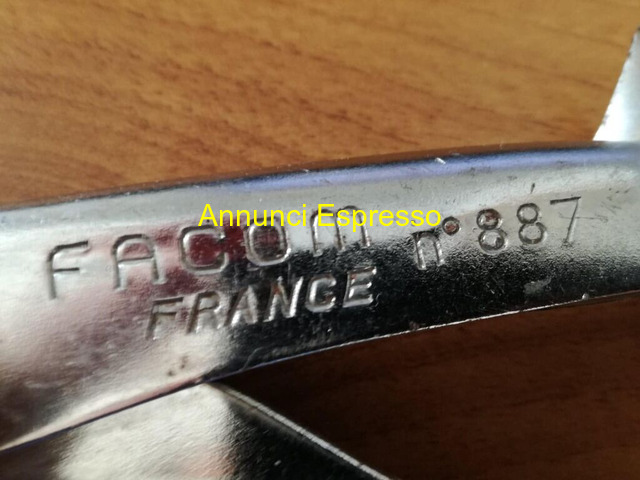 Annunci Espresso
FACOM n° 887
FRANCE